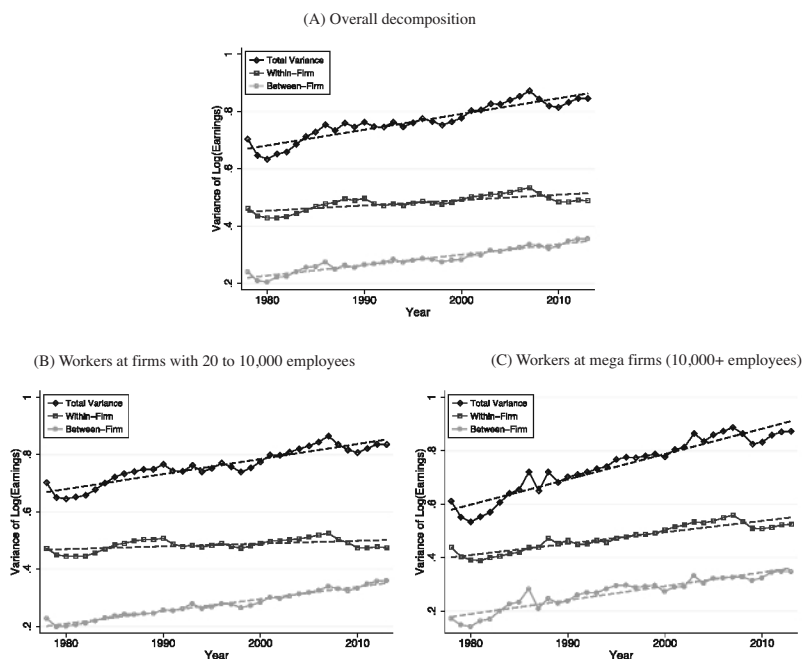 (A) Overall decomposition
1
.8
.6
.4
.2
Variance of Log(Earnings)
Total Variance
Within-Firm
Between-Firm
1980 1990 2000 2010
Year
(B) Workers at firms with 20 to 10,000 employees
1
.8
.6
.4
.2
Variance of Log(Earnings)
Total Variance
Within-Firm
Between-Firm
1980 1990 2000 2010
Year
(C) Workers at mega firms (10,000+ employees)
1
.8
.6
.4
.2
Variance of Log(Earnings)
Total Variance
Within-Firm
Between-Firm
1980 1990 2000 2010
Year